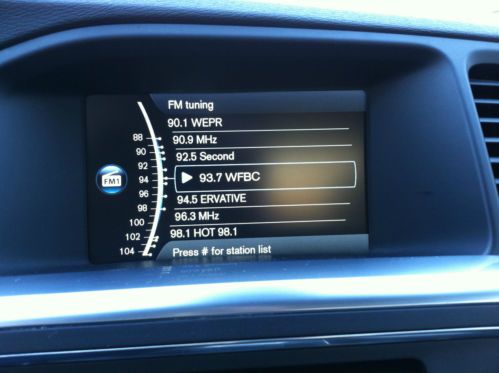 FM tuning
90.1 WEPR
90.9 MHz
92.5 Second
93.7 WFBC
94.5 ERVATIVE
96.3 MHz
98.1 HOT 98.1
Press # for station list
88
90
92
94
96
98
100
102
104
FM1